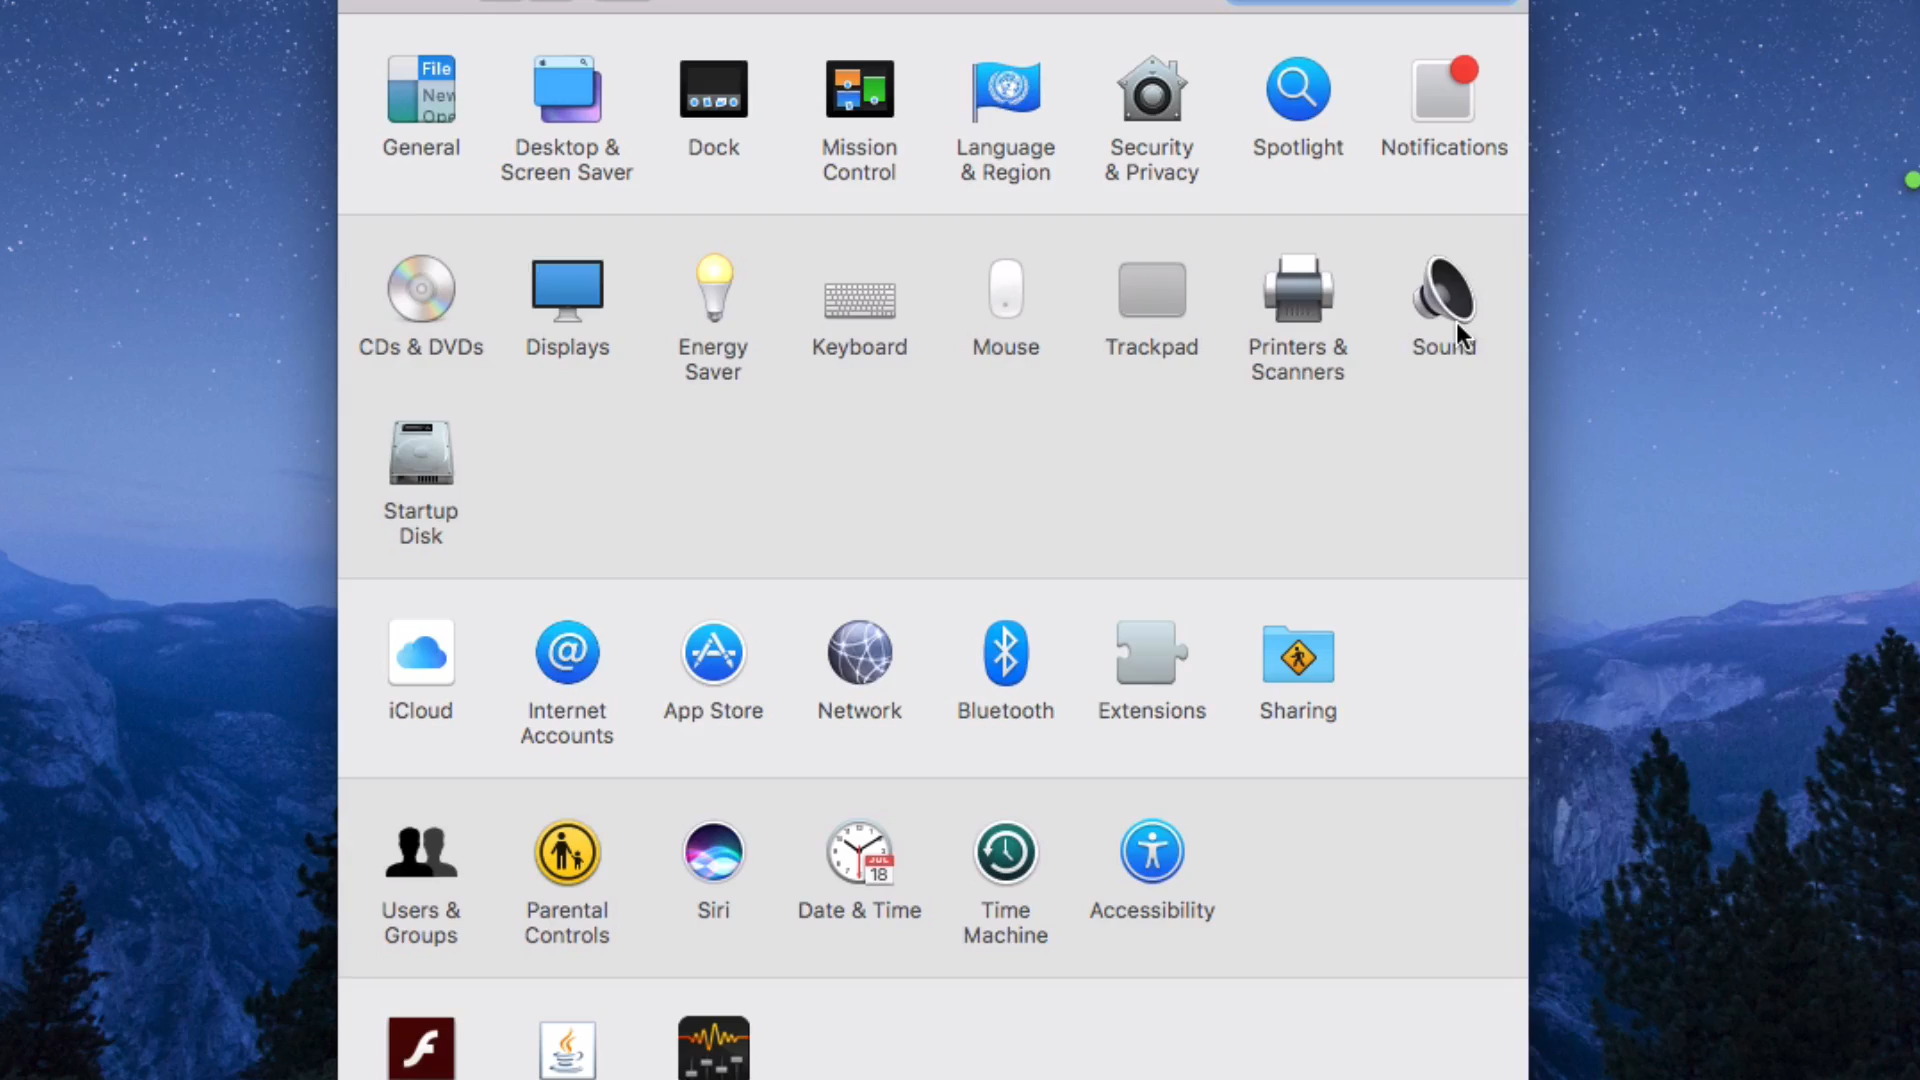 File
New
Ope
General
Desktop &
Screen Saver
Dock
Mission
Control
Language
& Region
Security
& Privacy
Spotlight
Notifications
CDs & DVDs
Displays
Energy
Saver
Keyboard
Mouse
Trackpad
Printers &
Scanners
Sound
Startup
Disk
iCloud
Internet
Accounts
App Store
Network
Bluetooth
Extensions
Sharing
Users &
Groups
Parental
Controls
Siri
JUL
18
Date & Time
Time
Machine
Accessibility